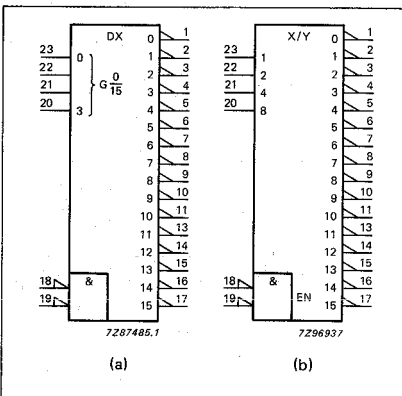 DX
0 1
23 0 1 2
22 2 3
21 G 0/15 3 4
20 3 4 5
5 6
6 7
7 8
8 9
9 10
10 11
11 12
12 13
13 15
18 & 14 16
19 15 17
7Z87485.1
(a)
X/Y
0 1
23 1 1 2
22 2 2 3
21 4 3 4
20 8 4 5
5 6
6 7
7 8
8 9
9 10
10 11
11 13
12 14
13 15
18 & 14 16
19 EN 15 17
7Z96937
(b)